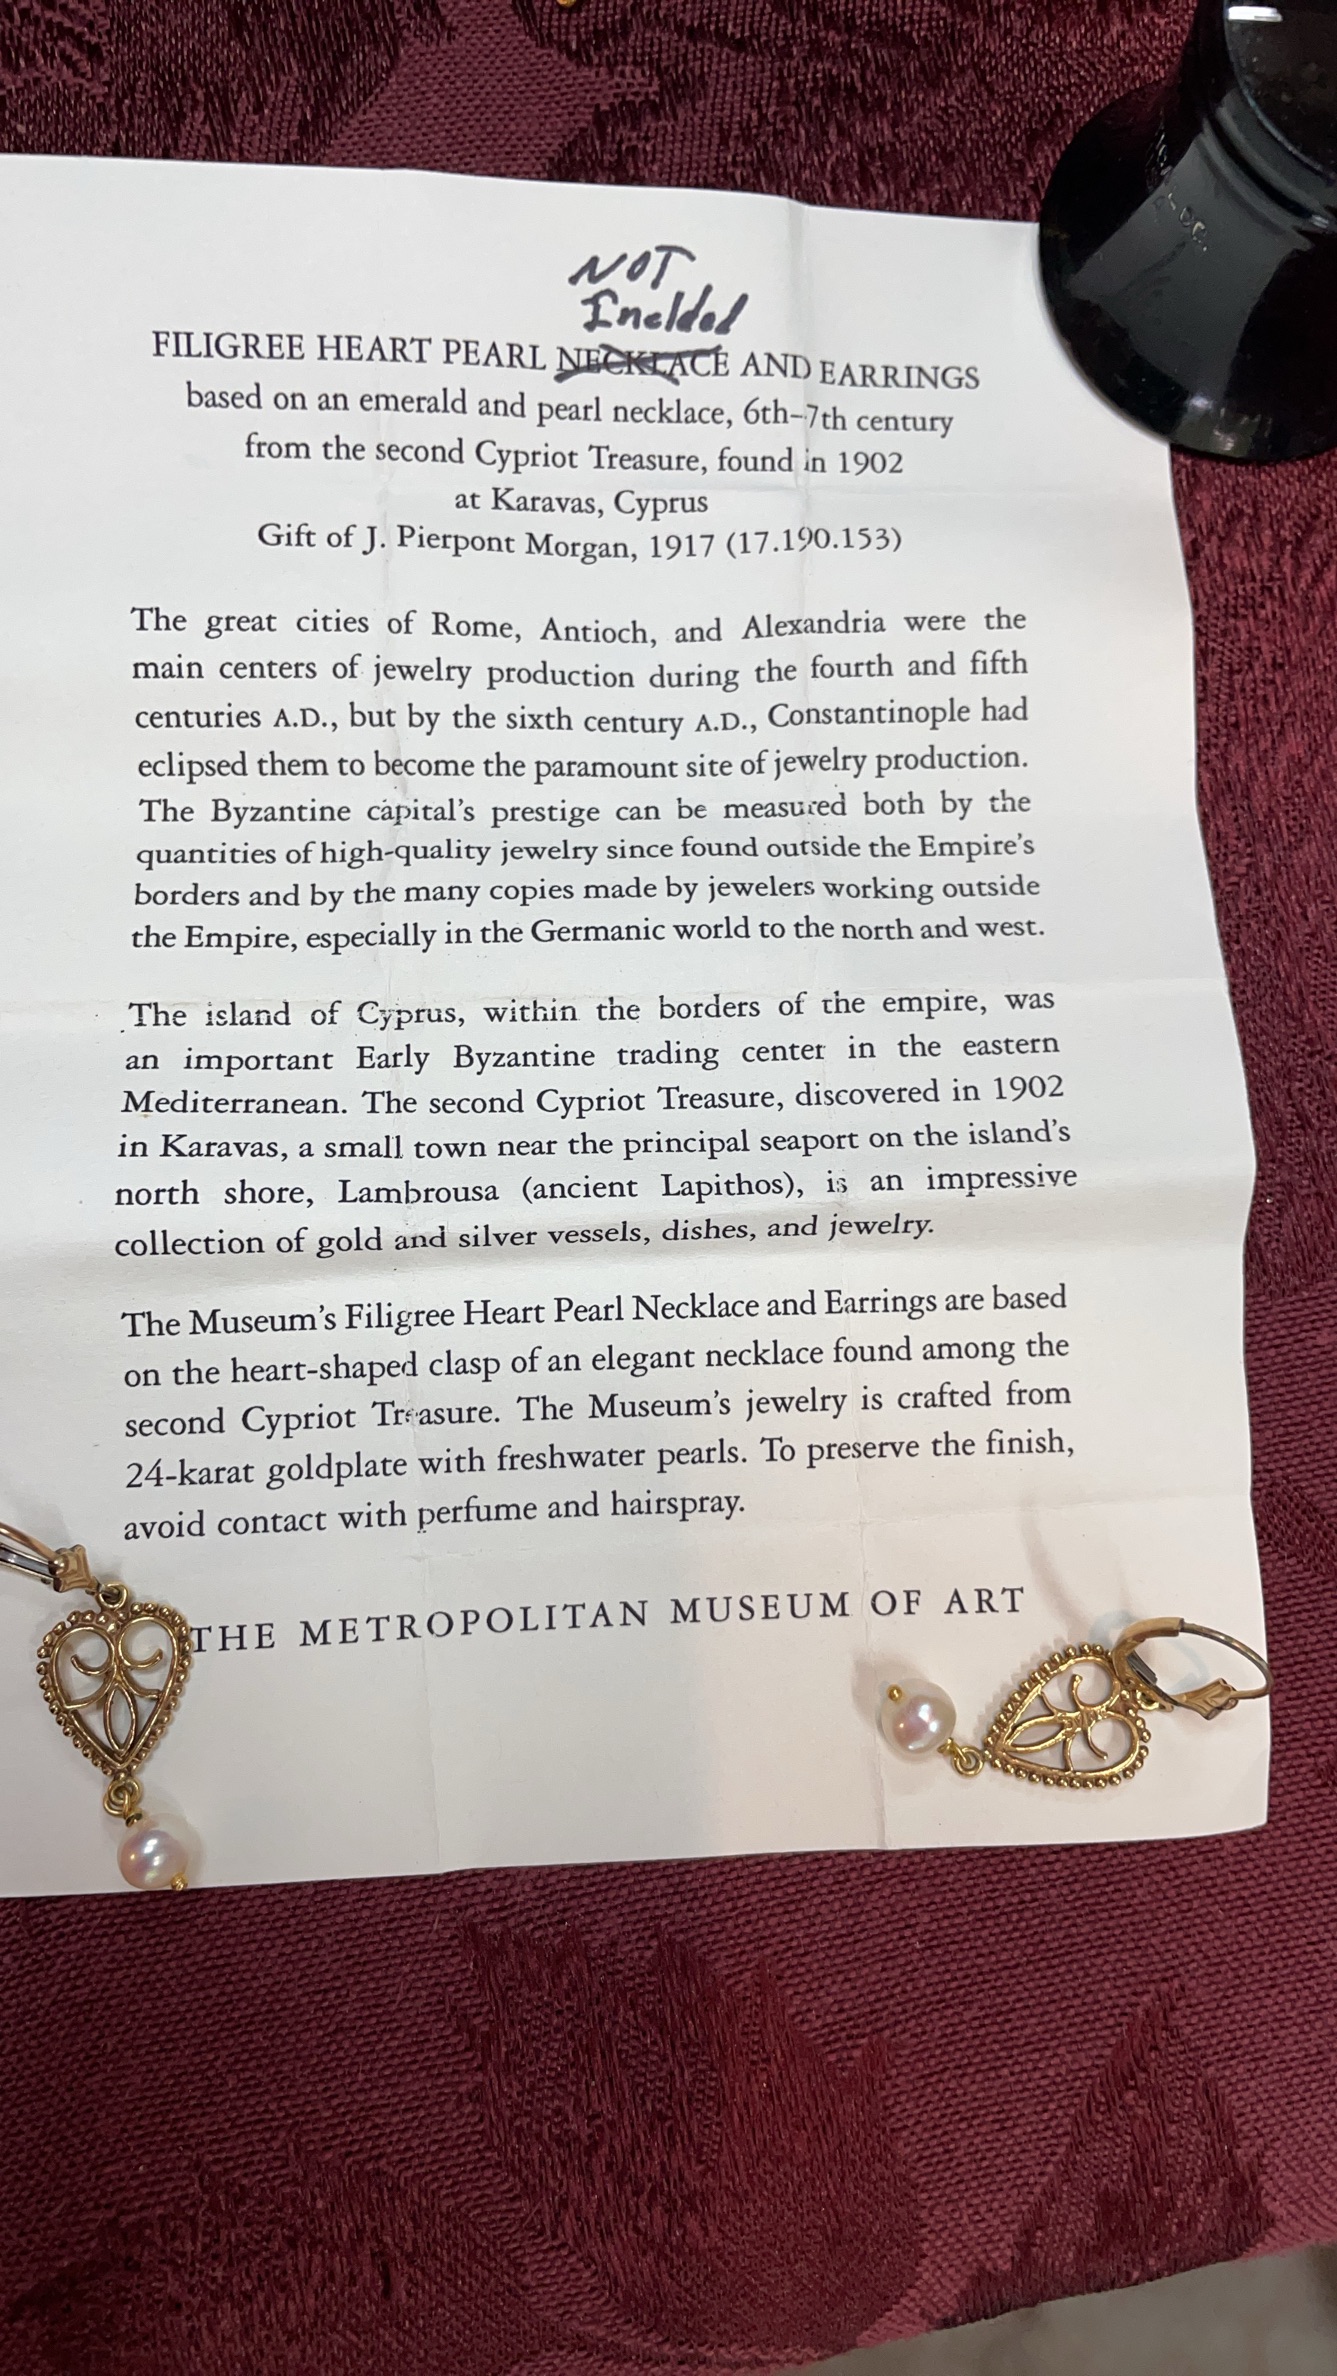 NOT
Incldd
FILIGREE HEART PEARL NECKLACE AND EARRINGS
based on an emerald and pearl necklace, 6th–7th century
from the second Cypriot Treasure, found in 1902
at Karavas, Cyprus
Gift of J. Pierpont Morgan, 1917 (17.190.153)
The great cities of Rome, Antioch, and Alexandria were the
main centers of jewelry production during the fourth and fifth
centuries A.D., but by the sixth century A.D., Constantinople had
eclipsed them to become the paramount site of jewelry production.
The Byzantine capital's prestige can be measured both by the
quantities of high-quality jewelry since found outside the Empire's
borders and by the many copies made by jewelers working outside
the Empire, especially in the Germanic world to the north and west.
The island of Cyprus, within the borders of the empire, was
an important Early Byzantine trading center in the eastern
Mediterranean. The second Cypriot Treasure, discovered in 1902
in Karavas, a small town near the principal seaport on the island's
north shore, Lambrousa (ancient Lapithos), is an impressive
collection of gold and silver vessels, dishes, and jewelry.
The Museum's Filigree Heart Pearl Necklace and Earrings are based
on the heart-shaped clasp of an elegant necklace found among the
second Cypriot Treasure. The Museum's jewelry is crafted from
24-karat goldplate with freshwater pearls. To preserve the finish,
avoid contact with perfume and hairspray.
THE METROPOLITAN MUSEUM OF ART